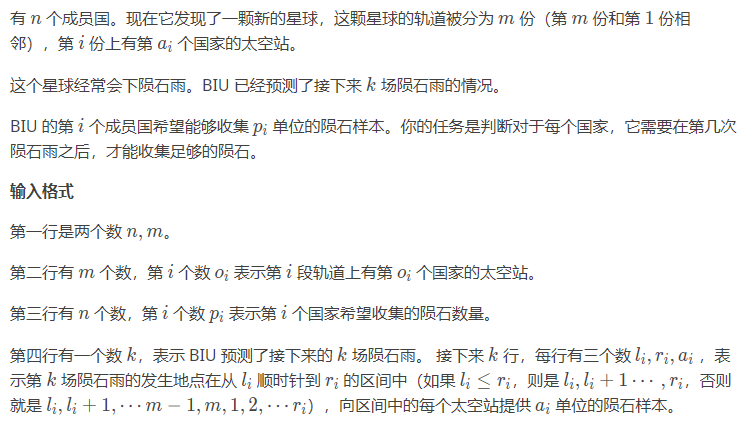 有 n 个成员国。现在它发现了一颗新的星球，这颗星球的轨道被分为 m 份（第 m 份和第 1 份相
邻），第 i 份上有第 a_i 个国家的太空站。
这个星球经常会下陨石雨。BIU 已经预测了接下来 k 场陨石雨的情况。
BIU 的第 i 个成员国希望能够收集 p_i 单位的陨石样本。你的任务是判断对于每个国家，它需要在第几次
陨石雨之后，才能收集足够的陨石。
输入格式
第一行是两个数 n, m。
第二行有 m 个数，第 i 个数 o_i 表示第 i 段轨道上有第 o_i 个国家的太空站。
第三行有 n 个数，第 i 个数 p_i 表示第 i 个国家希望收集的陨石数量。
第四行有一个数 k，表示 BIU 预测了接下来的 k 场陨石雨。 接下来 k 行，每行有三个数 l_i, r_i, a_i ，表
示第 k 场陨石雨的发生地点在从 l_i 顺时针到 r_i 的区间中（如果 l_i ≤ r_i，则是 l_i, l_i + 1 ⋯ , r_i，否则
就是 l_i, l_i + 1, ⋯ m − 1, m, 1, 2, ⋯ r_i），向区间中的每个太空站提供 a_i 单位的陨石样本。